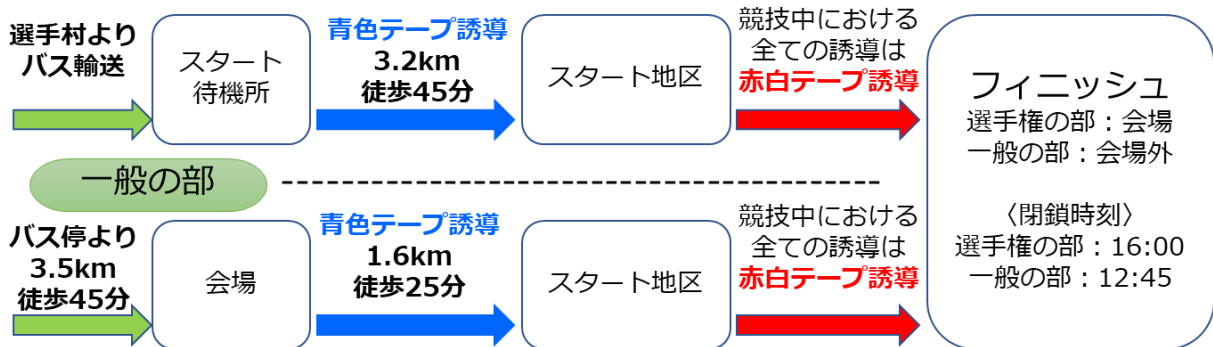 選手村より
バス輸送
スタート
待機所
青色テープ誘導
3.2km
徒歩45分
スタート地区
競技中における
全ての誘導は
赤白テープ誘導
一般の部
バス停より
3.5km
徒歩45分
会場
青色テープ誘導
1.6km
徒歩25分
スタート地区
競技中における
全ての誘導は
赤白テープ誘導
フィニッシュ
選手権の部:会場
一般の部:会場外
〈閉鎖時刻〉
選手権の部:16:00
一般の部:12:45